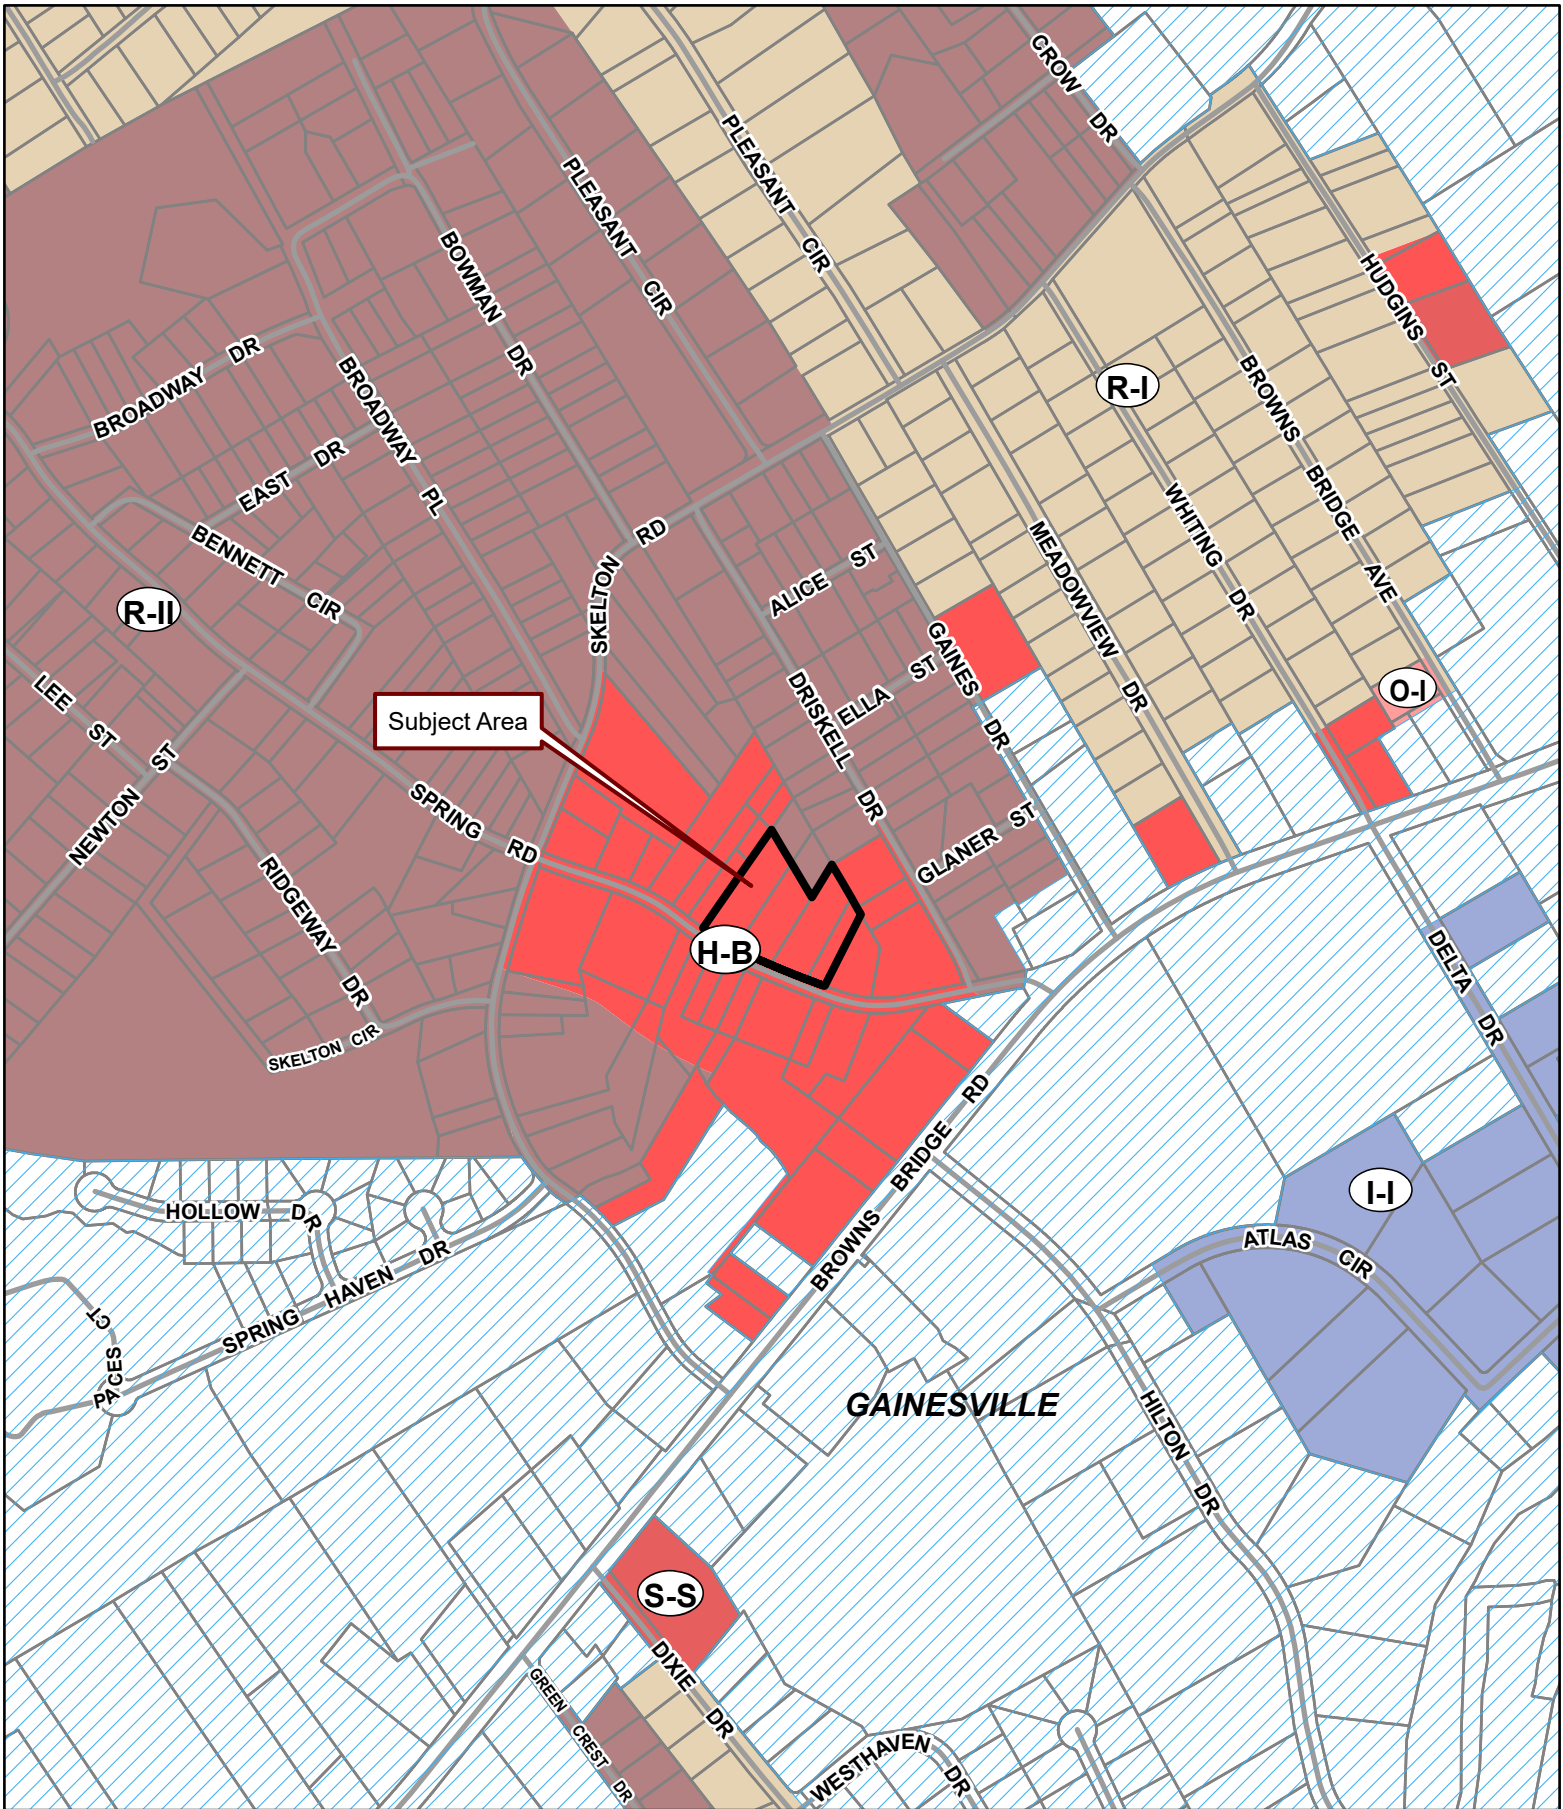 CROW DR
PLEASANT CIR
PLEASANT CIR
BOWMAN DR
HUDGINS ST
BROADWAY DR
BROADWAY PL
R-I
BROWNS BRIDGE AVE
EAST DR
WHITING DR
BENNETT CIR
SKELTON RD
MEADOWVIEW DR
ALICE ST
R-II
GAINES DR
ELLA ST
DRISKELL DR
O-I
LEE ST
Subject Area
NEWTON ST
SPRING RD
GLANER ST
RIDGEWAY DR
H-B
DELTA DR
SKELTON CIR
BROWNS BRIDGE RD
I-I
HOLLOW DR
ATLAS CIR
SPRING HAVEN DR
PACES CT
GAINESVILLE
HILTON DR
S-S
DIXIE DR
GREEN CREST DR
WESTHAVEN DR